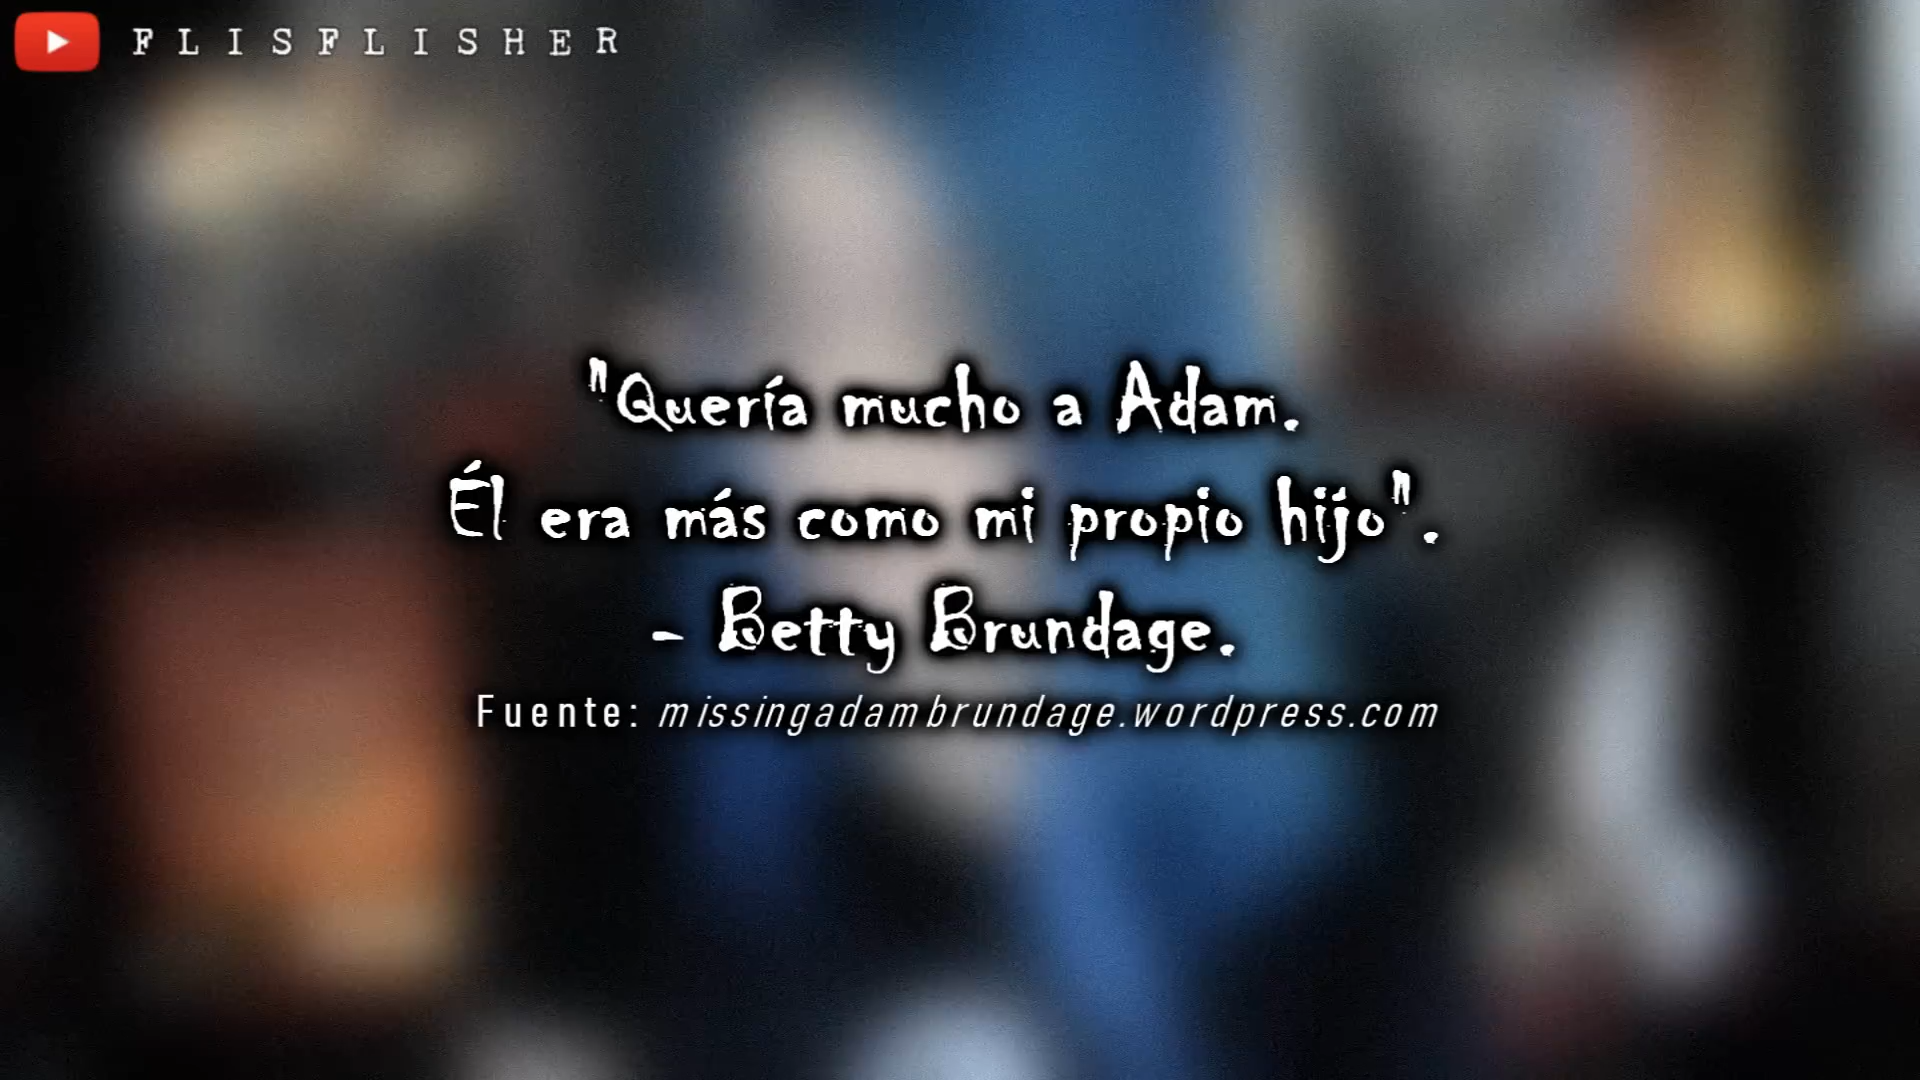 FLISFLISHER
"Quería mucho a Adam.
Él era más como mi propio hijo".
- Betty Brundage.
Fuente: missingadambrundage.wordpress.com